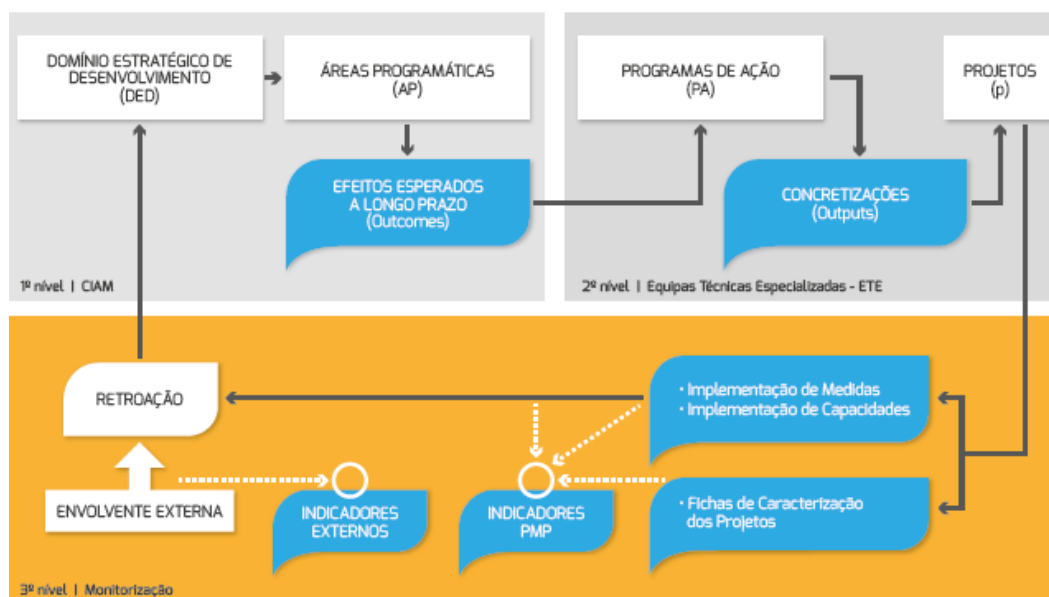 DOMÍNIO ESTRATÉGICO DE
DESENVOLVIMENTO
(DED)
ÁREAS PROGRAMÁTICAS
(AP)
EFEITOS ESPERADOS
A LONGO PRAZO
(Outcomes)
1º nível | CIAM
PROGRAMAS DE AÇÃO
(PA)
PROJETOS
(p)
CONCRETIZAÇÕES
(Outputs)
2º nível | Equipas Técnicas Especializadas - ETE
RETROAÇÃO
• Implementação de Medidas
• Implementação de Capacidades
ENVOLVENTE EXTERNA
INDICADORES
EXTERNOS
INDICADORES
PMP
• Fichas de Caracterização
dos Projetos
3º nível | Monitorização